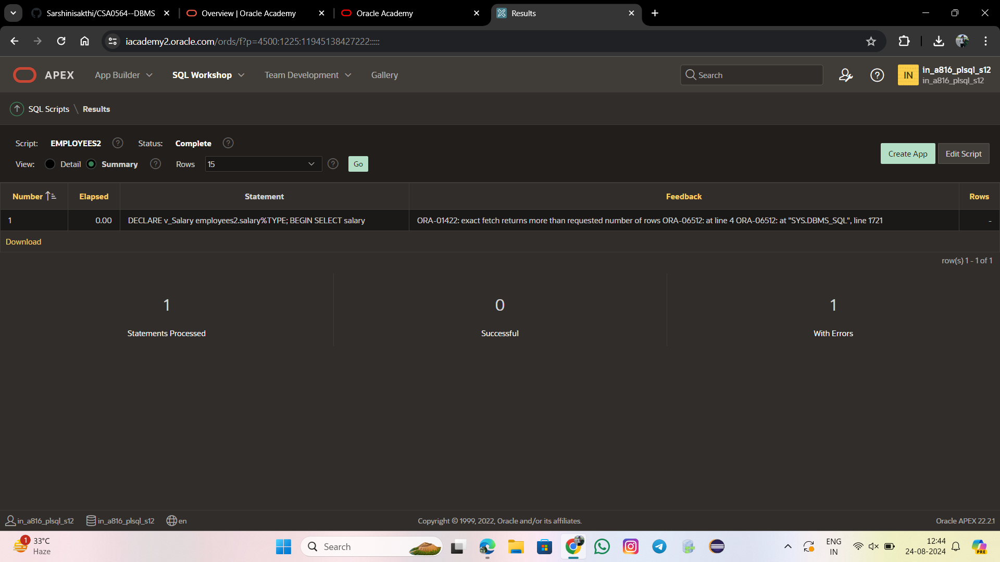 Sarshinisakthi/CSA0564--DBMS
Overview | Oracle Academy
Oracle Academy
Results
iacademy2.oracle.com/ords/f?p=4500:1225:11945138427222:::::
APEX
App Builder
SQL Workshop
Team Development
Gallery
Search
IN
in_a816_plsql_s12
in_a816_plsql_s12
SQL Scripts \ Results
Script: EMPLOYEES2 Status: Complete
View: Detail Summary Rows 15 Go
Create App
Edit Script
Number Elapsed Statement Feedback Rows
1 0.00 DECLARE v_Salary employees2.salary%TYPE; BEGIN SELECT salary ORA-01422: exact fetch returns more than requested number of rows ORA-06512: at line 4 ORA-06512: at "SYS.DBMS_SQL", line 1721 -
Download
row(s) 1 - 1 of 1
1 0 1
Statements Processed Successful With Errors
in_a816_plsql_s12 in_a816_plsql_s12 en Copyright © 1999, 2022, Oracle and/or its affiliates. Oracle APEX 22.2.1
1
33°C
Haze
Search
ENG
IN
12:44
24-08-2024
PRE